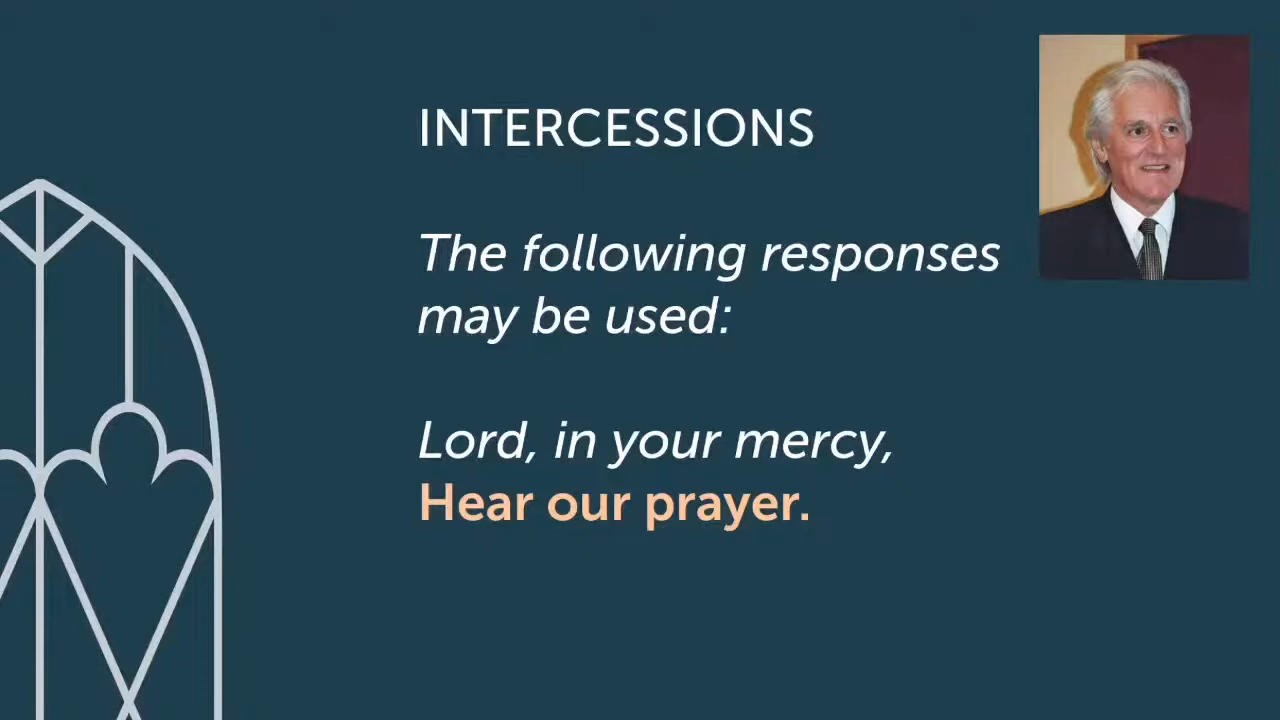 INTERCESSIONS
The following responses
may be used:
Lord, in your mercy,
Hear our prayer.